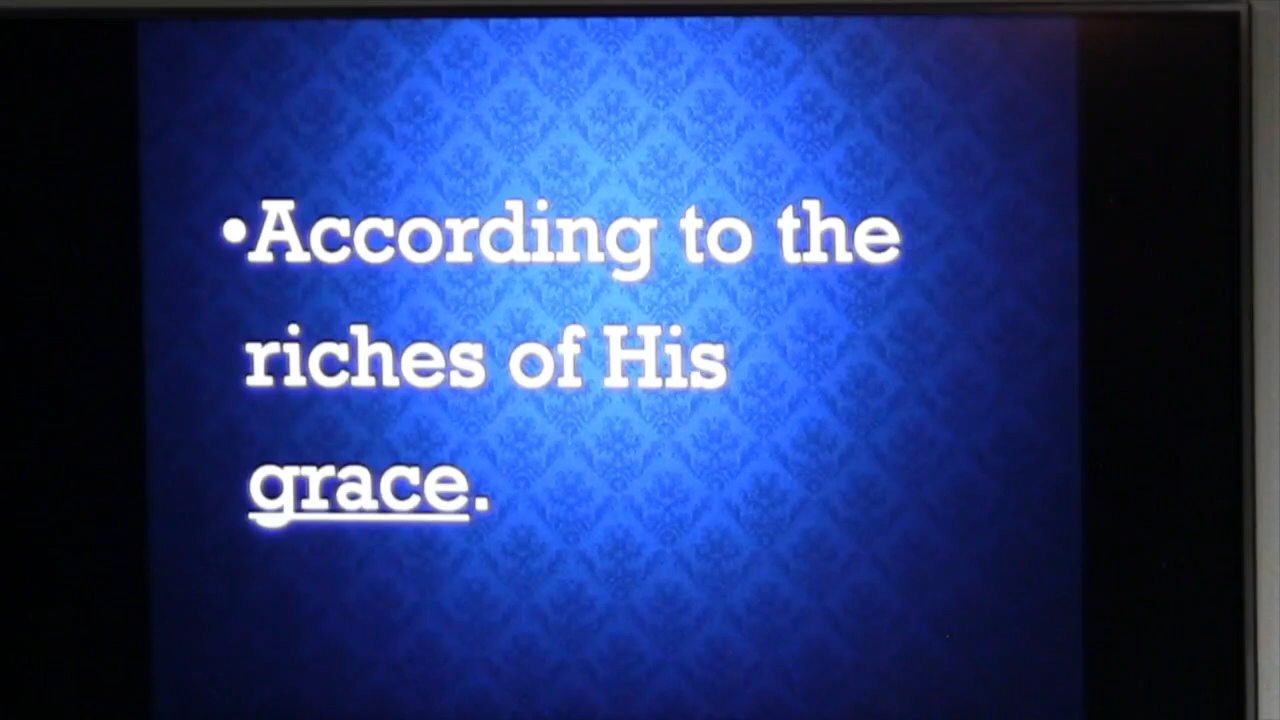 •According to the
riches of His
grace.